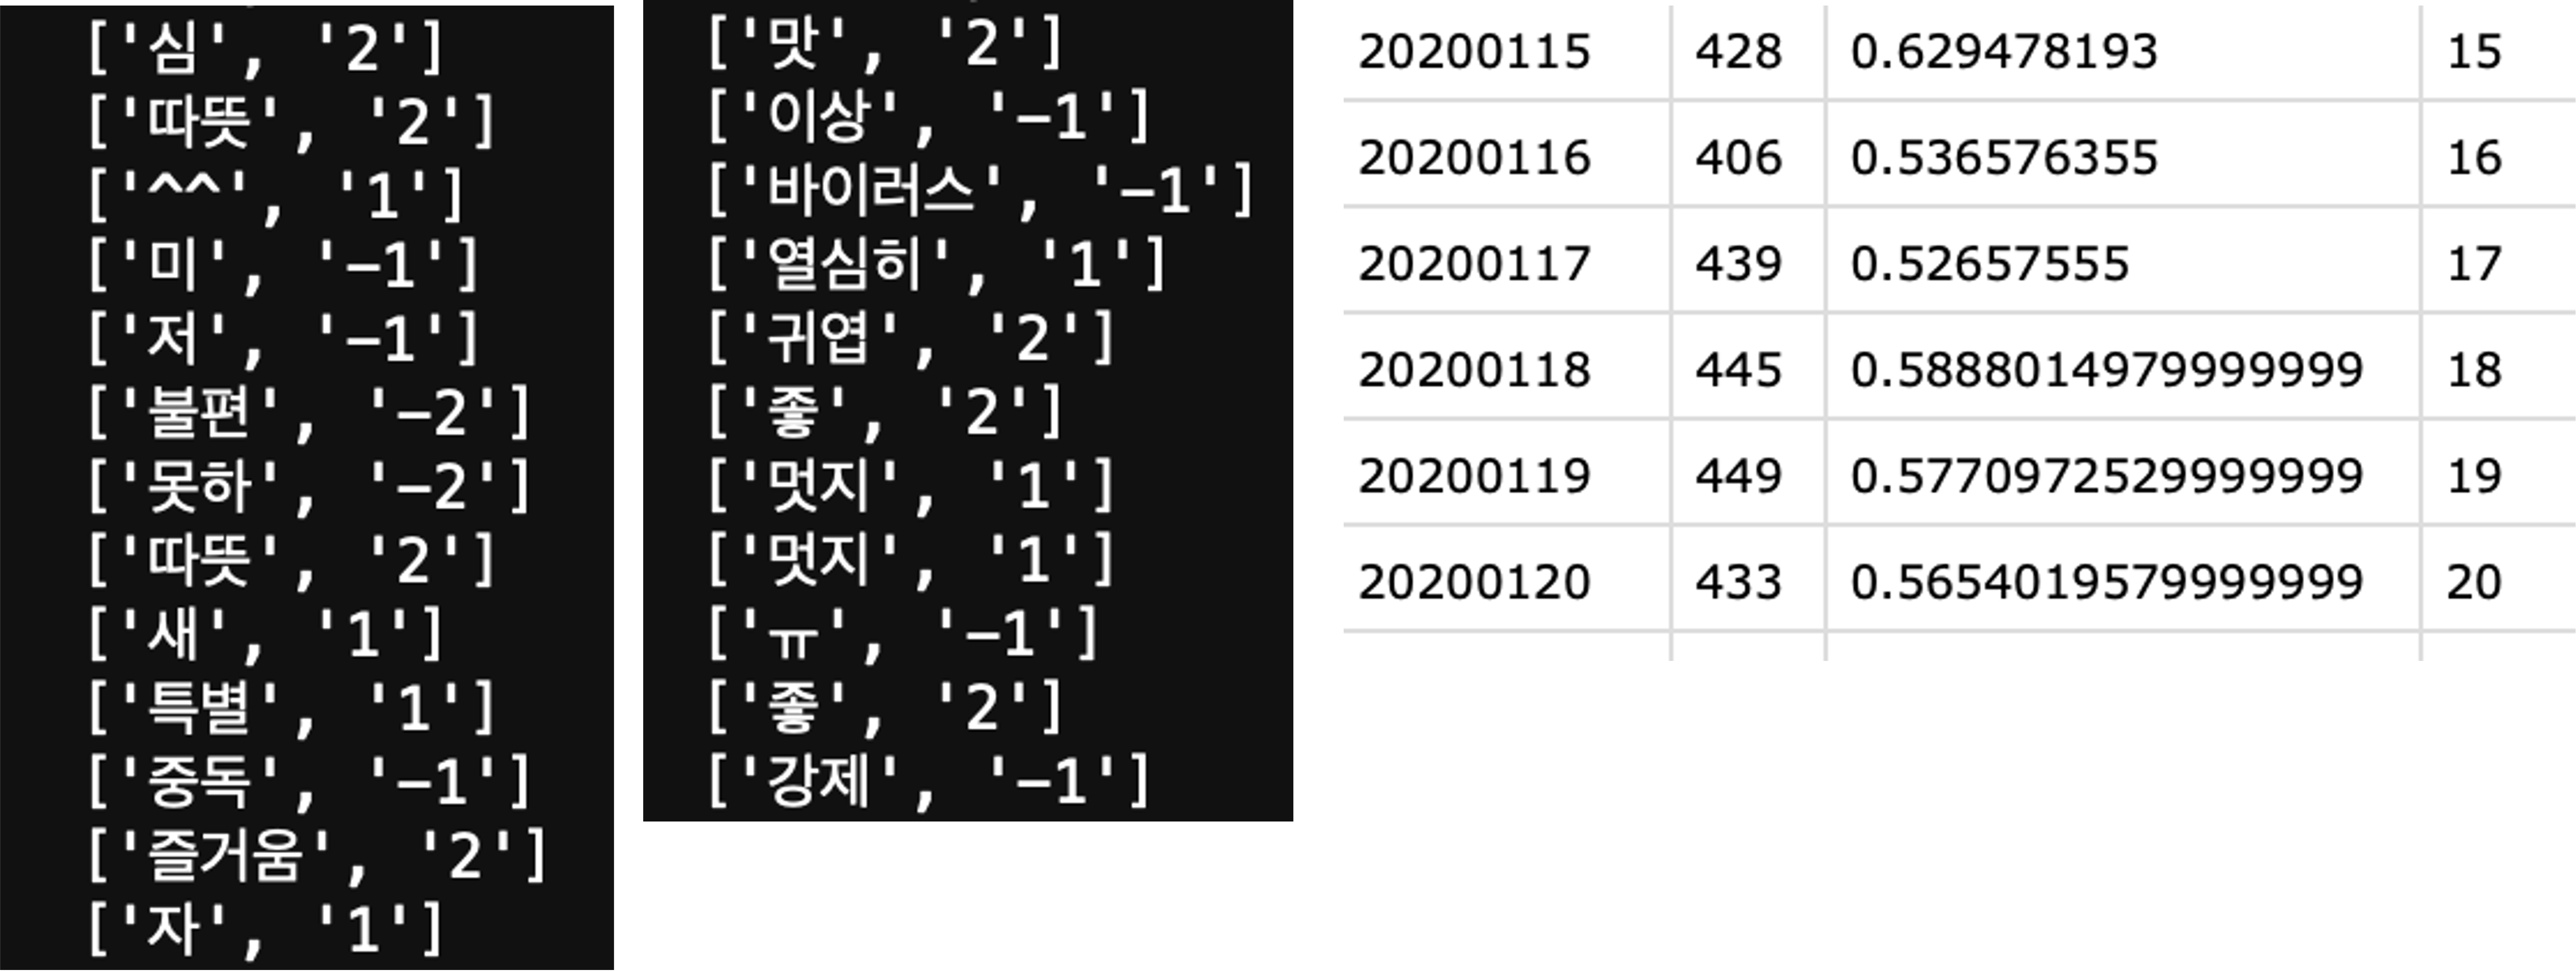 ['심', '2']
['따뜻', '2']
['^^', '1']
['미', '-1']
['저', '-1']
['불편', '-2']
['못하', '-2']
['따뜻', '2']
['새', '1']
['특별', '1']
['중독', '-1']
['즐거움', '2']
['자', '1']
['맛', '2']
['이상', '-1']
['바이러스', '-1']
['열심히', '1']
['귀엽', '2']
['좋', '2']
['멋지', '1']
['멋지', '1']
['ㅠ', '-1']
['좋', '2']
['강제', '-1']
20200115 428 0.629478193 15
20200116 406 0.536576355 16
20200117 439 0.52657555 17
20200118 445 0.5888014979999999 18
20200119 449 0.5770972529999999 19
20200120 433 0.5654019579999999 20